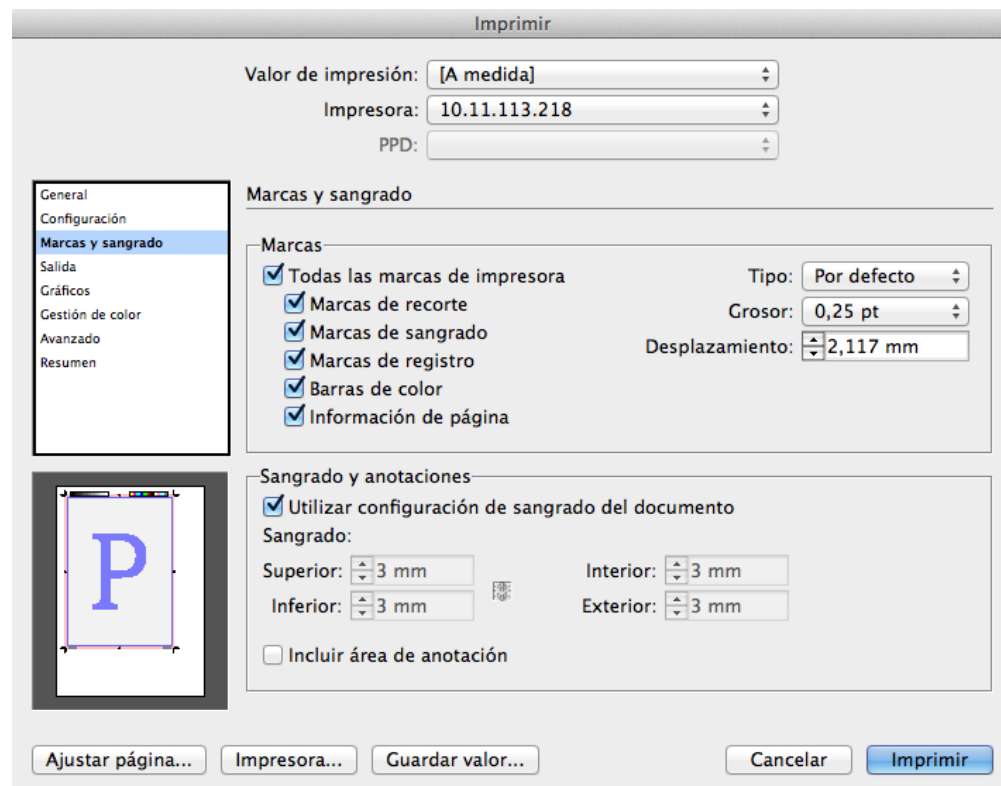 Imprimir
Valor de impresión: [A medida]
Impresora: 10.11.113.218
PPD:
General
Configuración
Marcas y sangrado
Salida
Gráficos
Gestión de color
Avanzado
Resumen
Marcas y sangrado
Marcas
Todas las marcas de impresora
Marcas de recorte
Marcas de sangrado
Marcas de registro
Barras de color
Información de página
Tipo: Por defecto
Grosor: 0,25 pt
Desplazamiento: 2,117 mm
P
Sangrado y anotaciones
Utilizar configuración de sangrado del documento
Sangrado:
Superior: 3 mm Interior: 3 mm
Inferior: 3 mm Exterior: 3 mm
Incluir área de anotación
Ajustar página... Impresora... Guardar valor... Cancelar Imprimir